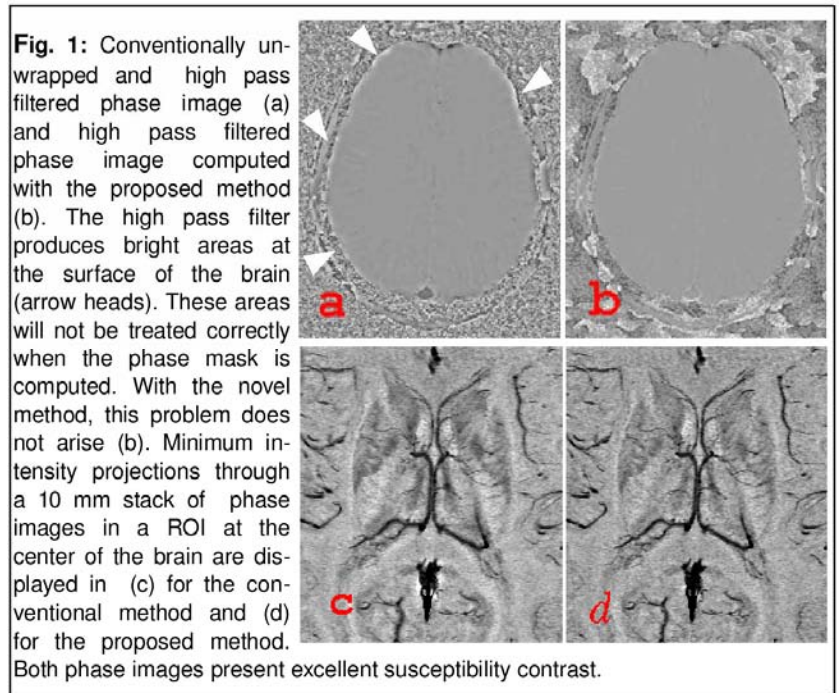 Fig. 1: Conventionally un-
wrapped and high pass
filtered phase image (a)
and high pass filtered
phase image computed
with the proposed method
(b). The high pass filter
produces bright areas at
the surface of the brain
(arrow heads). These areas
will not be treated correctly
when the phase mask is
computed. With the novel
method, this problem does
not arise (b). Minimum in-
tensity projections through
a 10 mm stack of phase
images in a ROI at the
center of the brain are dis-
played in (c) for the con-
ventional method and (d)
for the proposed method.
Both phase images present excellent susceptibility contrast.
a
b
c
d